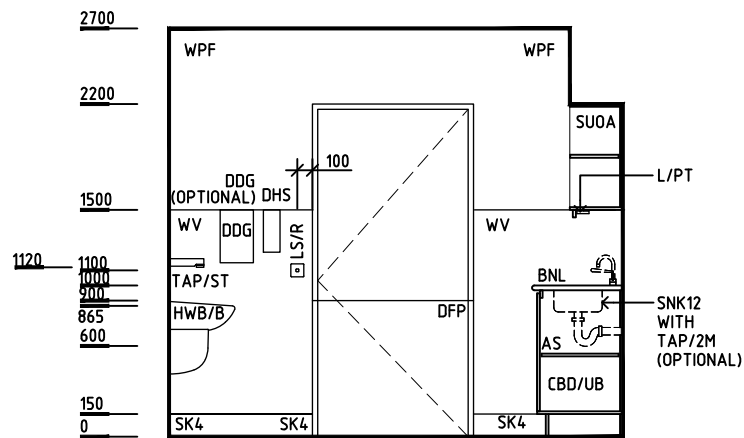 2700
WPF
WPF
2200
SUOA
100
DDG
(OPTIONAL)
DHS
L/PT
1500
WV
DDG
LS/R
WV
1120
1100
1000
TAP/ST
BNL
900
865
HWB/B
DFP
SNK12
WITH
TAP/2M
(OPTIONAL)
600
AS
CBD/UB
150
0
SK4
SK4
SK4